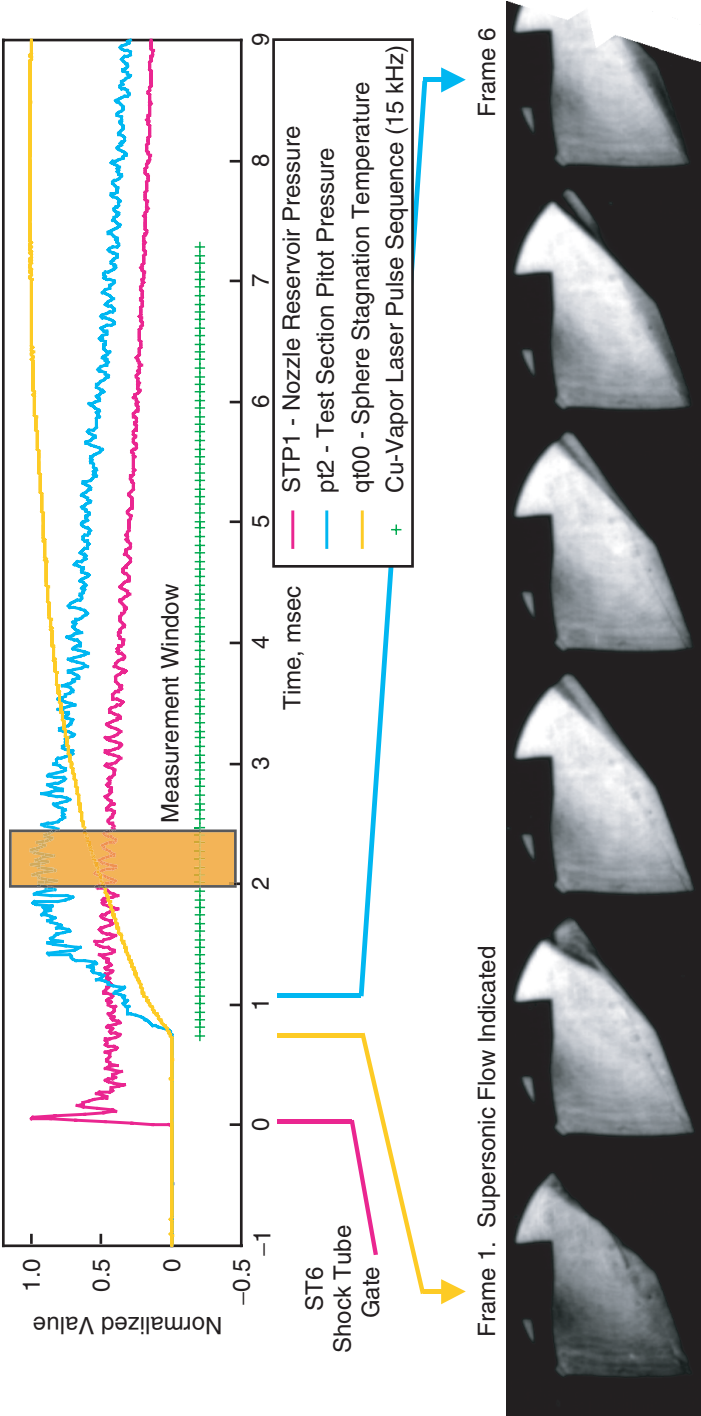 Normalized Value
1.0
0.5
0
−0.5
−1
0
1
2
3
4
5
6
7
8
9
Time, msec
Measurement Window
STP1 - Nozzle Reservoir Pressure
pt2 - Test Section Pitot Pressure
qt00 - Sphere Stagnation Temperature
Cu-Vapor Laser Pulse Sequence (15 kHz)
ST6
Shock Tube
Gate
Frame 1. Supersonic Flow Indicated
Frame 6